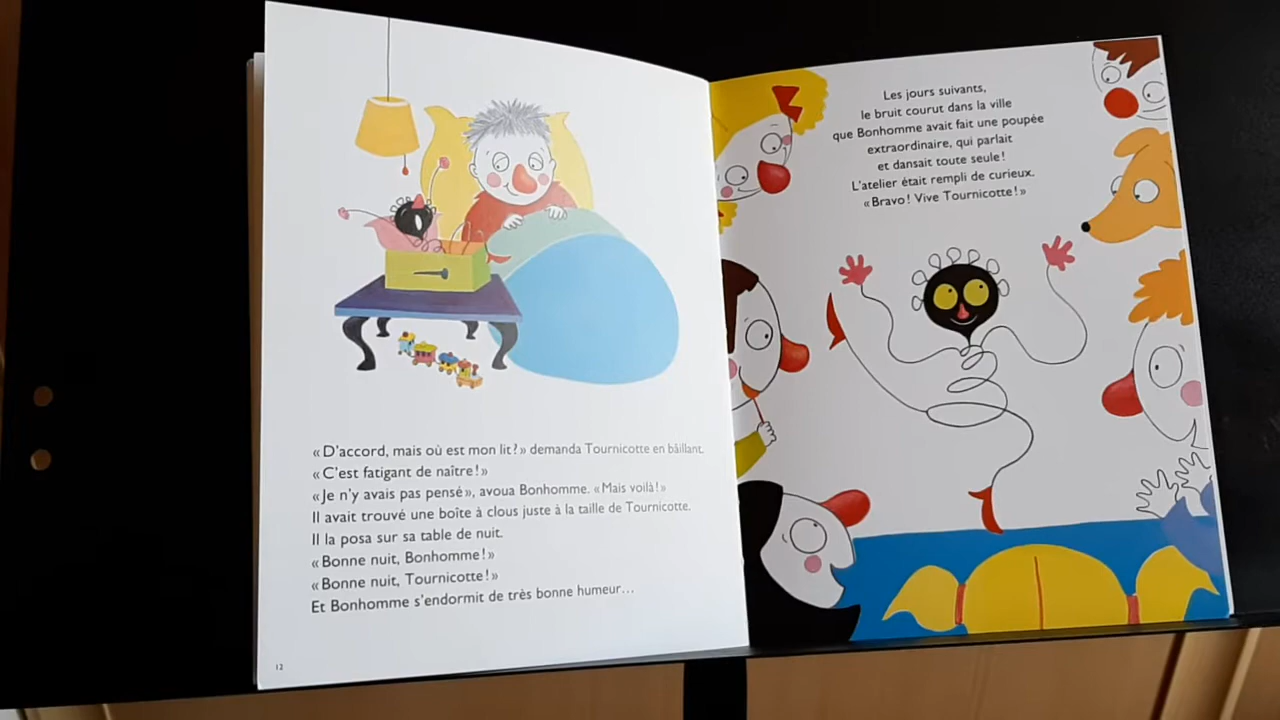 «D'accord, mais où est mon lit?» demanda Tournicotte en bâillant.
«C'est fatigant de naître!»
«Je n'y avais pas pensé», avoua Bonhomme. «Mais voilà!»
Il avait trouvé une boîte à clous juste à la taille de Tournicotte.
Il la posa sur sa table de nuit.
«Bonne nuit, Bonhomme!»
«Bonne nuit, Tournicotte!»
Et Bonhomme s'endormit de très bonne humeur...
12
Les jours suivants,
le bruit courut dans la ville
que Bonhomme avait fait une poupée
extraordinaire, qui parlait
et dansait toute seule!
L'atelier était rempli de curieux.
«Bravo! Vive Tournicotte!»